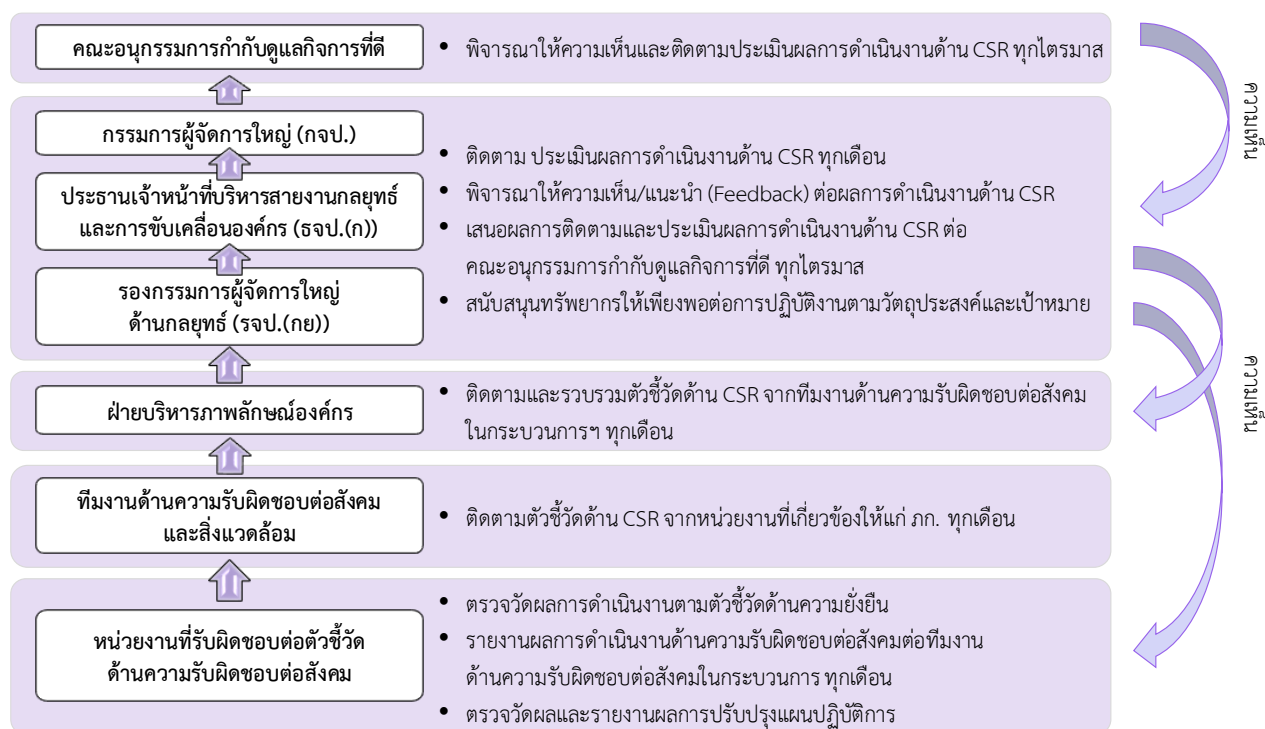 คณะอนุกรรมการกำกับดูแลกิจการที่ดี
• พิจารณาให้ความเห็นและติดตามประเมินผลการดำเนินงานด้าน CSR ทุกไตรมาส
กรรมการผู้จัดการใหญ่ (กจป.)
ประธานเจ้าหน้าที่บริหารสายงานกลยุทธ์
และการขับเคลื่อนองค์กร (ธจป.(ก))
รองกรรมการผู้จัดการใหญ่
ด้านกลยุทธ์ (รจป.(กย))
• ติดตาม ประเมินผลการดำเนินงานด้าน CSR ทุกเดือน
• พิจารณาให้ความเห็น/แนะนำ (Feedback) ต่อผลการดำเนินงานด้าน CSR
• เสนอผลการติดตามและประเมินผลการดำเนินงานด้าน CSR ต่อ
คณะอนุกรรมการกำกับดูแลกิจการที่ดี ทุกไตรมาส
• สนับสนุนทรัพยากรให้เพียงพอต่อการปฏิบัติงานตามวัตถุประสงค์และเป้าหมาย
ฝ่ายบริหารภาพลักษณ์องค์กร
• ติดตามและรวบรวมตัวชี้วัดด้าน CSR จากทีมงานด้านความรับผิดชอบต่อสังคม
ในกระบวนการฯ ทุกเดือน
ทีมงานด้านความรับผิดชอบต่อสังคม
และสิ่งแวดล้อม
• ติดตามตัวชี้วัดด้าน CSR จากหน่วยงานที่เกี่ยวข้องให้แก่ ภก. ทุกเดือน
หน่วยงานที่รับผิดชอบต่อตัวชี้วัด
ด้านความรับผิดชอบต่อสังคม
• ตรวจวัดผลการดำเนินงานตามตัวชี้วัดด้านความยั่งยืน
• รายงานผลการดำเนินงานด้านความรับผิดชอบต่อสังคมต่อทีมงาน
ด้านความรับผิดชอบต่อสังคมในกระบวนการ ทุกเดือน
• ตรวจวัดผลและรายงานผลการปรับปรุงแผนปฏิบัติการ
ความเห็น
ความเห็น